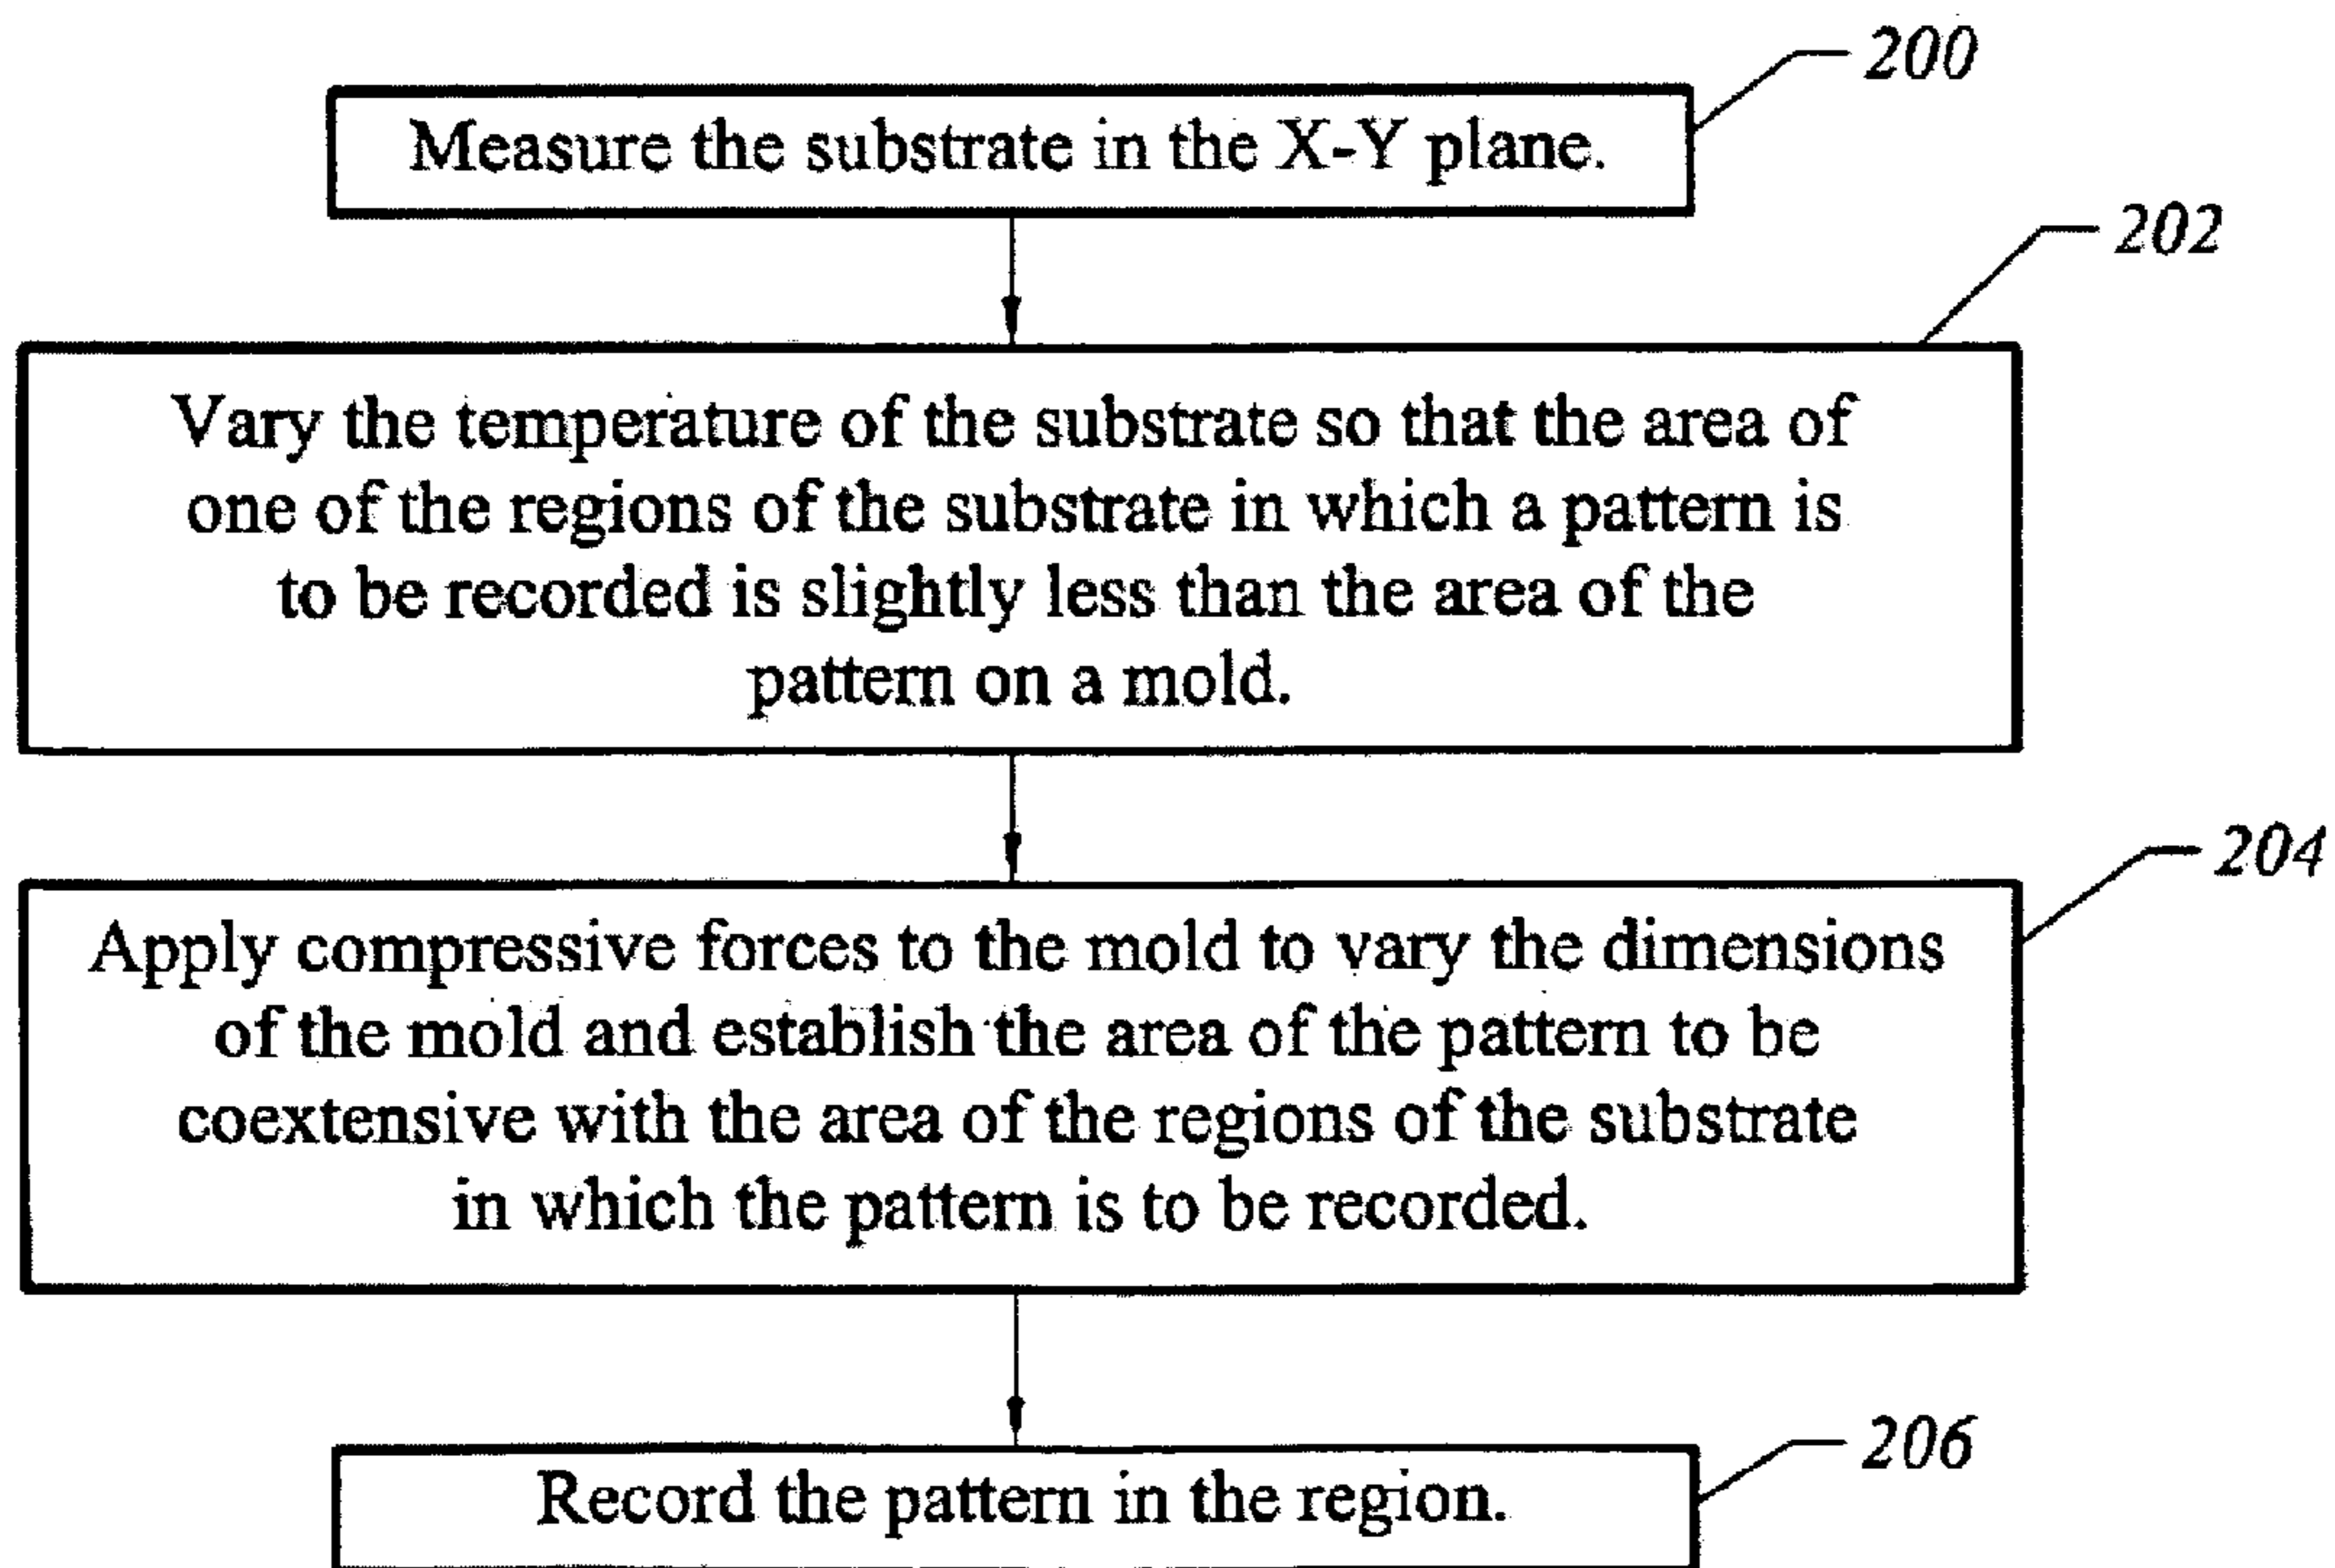 200
Measure the substrate in the X-Y plane.
202
Vary the temperature of the substrate so that the area of
one of the regions of the substrate in which a pattern is
to be recorded is slightly less than the area of the
pattern on a mold.
204
Apply compressive forces to the mold to vary the dimensions
of the mold and establish the area of the pattern to be
coextensive with the area of the regions of the substrate
in which the pattern is to be recorded.
206
Record the pattern in the region.